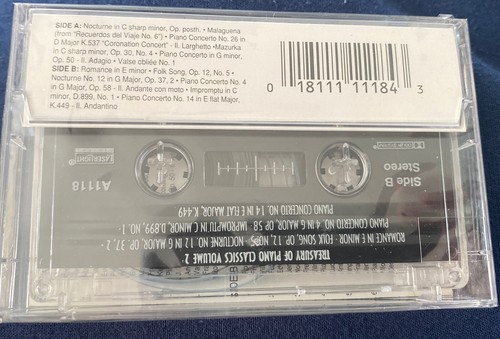 SIDE A: Nocturne in C sharp minor, Op. posth. • Malaguena
(from "Recuerdos del Viaje No. 6") • Piano Concerto No. 26 in
D Major K.537 "Coronation Concert" - II. Larghetto •Mazurka
in C sharp minor, Op. 30, No. 4 • Piano Concerto in G minor,
Op. 50 - II. Adagio • Valse cbliée No. 1
SIDE B: Romance in E minor • Folk Song, Op. 12, No. 5 •
Nocturne No. 12 in G Major, Op. 37, 2 • Piano Concerto No. 4
in G Major, Op. 58 - II. Andante con moto • Impromptu in C
minor, D.899, No. 1 • Piano Concerto No. 14 in E flat Major,
K.449 - II. Andantino
0 18111 11184 3
A11118
LASERLIGHT
Side B
Stereo
TREASURY OF PIANO CLASSICS VOLUME 2
ROMANCE IN E MINOR · FOLK SONG, OP. 12, NO. 5 · NOCTURNE NO. 12 IN G MAJOR, OP. 37, 2 ·
PIANO CONCERTO NO. 4 IN G MAJOR, OP. 58 · IMPROMPTU IN C MINOR, D.899, NO. 1 ·
PIANO CONCERTO NO. 14 IN E FLAT MAJOR, K.449
SIDE B